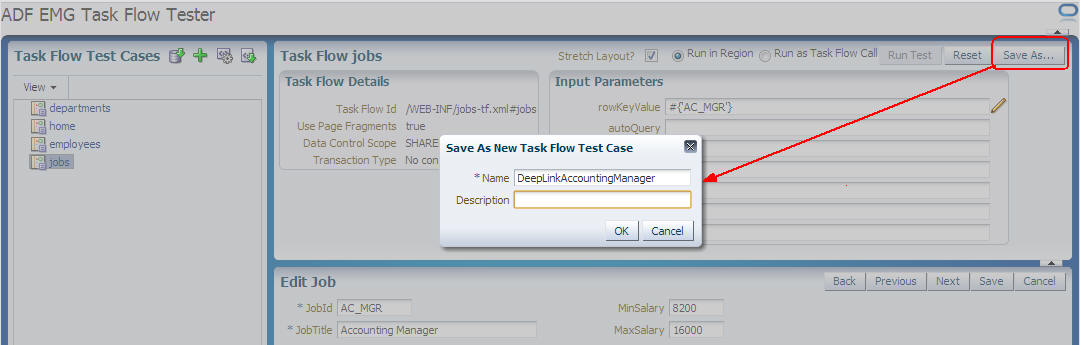 ADF EMG Task Flow Tester
Task Flow Test Cases
View
departments
home
employees
jobs
Task Flow jobs
Stretch Layout? Run in Region Run as Task Flow Call Run Test Reset Save As...
Task Flow Details
Task Flow Id /WEB-INF/jobs-tf.xml#jobs
Use Page Fragments true
Data Control Scope SHARE
Transaction Type No con
Input Parameters
rowKeyValue #{'AC_MGR'}
autoQuery
Save As New Task Flow Test Case
* Name DeepLinkAccountingManager
Description
OK Cancel
Edit Job
Back Previous Next Save Cancel
* JobId AC_MGR MinSalary 8200
* JobTitle Accounting Manager MaxSalary 16000